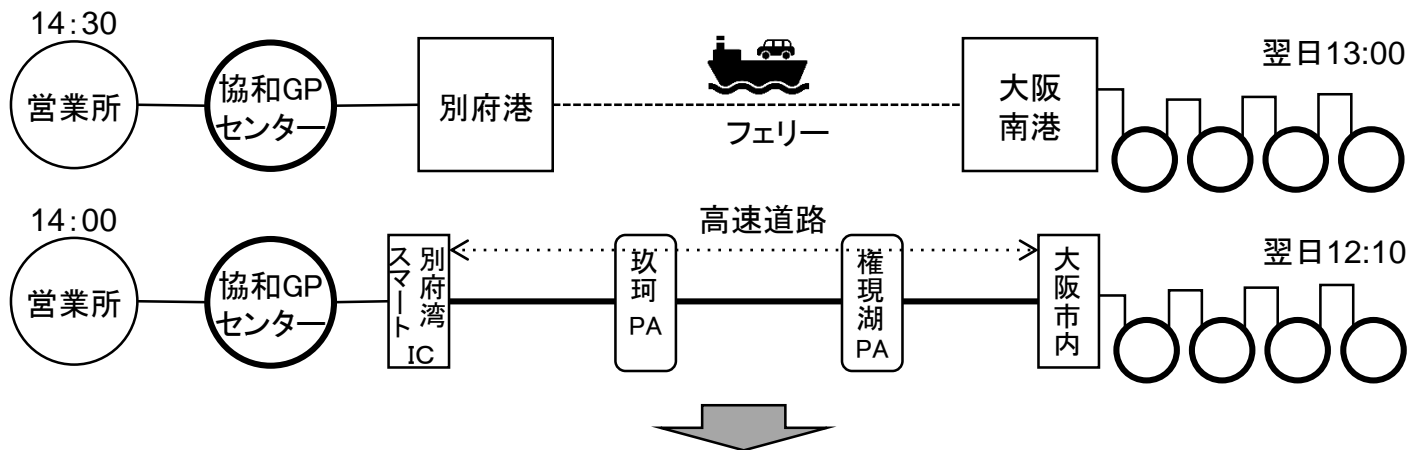 14:30
営業所
協和GP
センター
別府港
フェリー
大阪
南港
翌日13:00
14:00
営業所
協和GP
センター
別府湾
スマート
IC
高速道路
玖珂
PA
権現湖
PA
大阪市内
翌日12:10